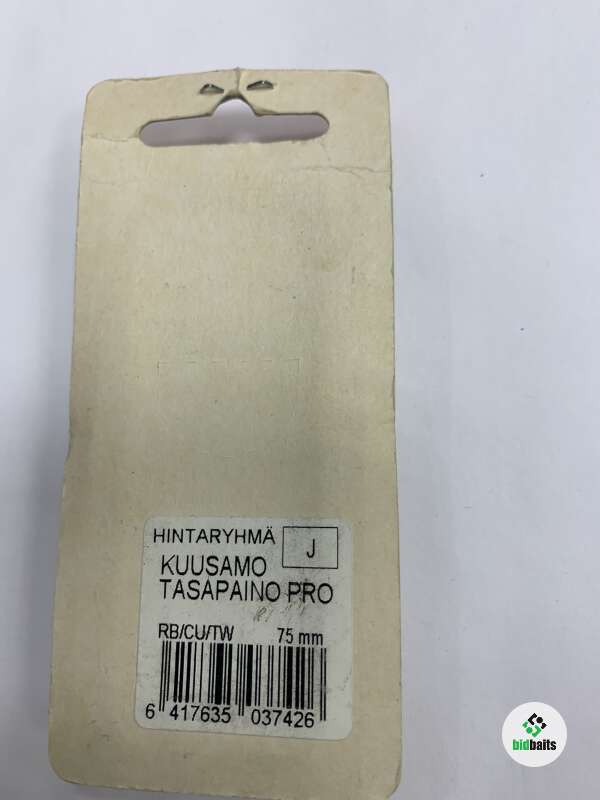 HINTARYHMÄ J
KUUSAMO
TASAPAINO PRO
RB/CU/TW 75 mm
6 417635 037426
bidbaits